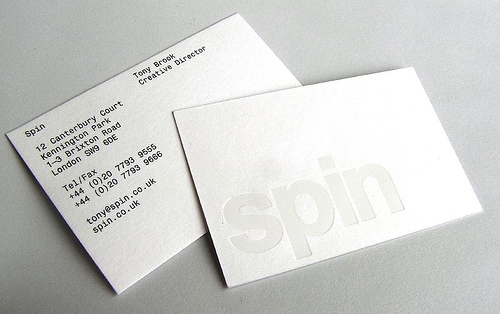 Tony Brook
Creative Director
Spin
12 Canterbury Court
Kennington Park
1-3 Brixton Road
London SW9 6DE
Tel/Fax
+44 (0)20 7793 9555
+44 (0)20 7793 9666
tony@spin.co.uk
spin.co.uk
spin